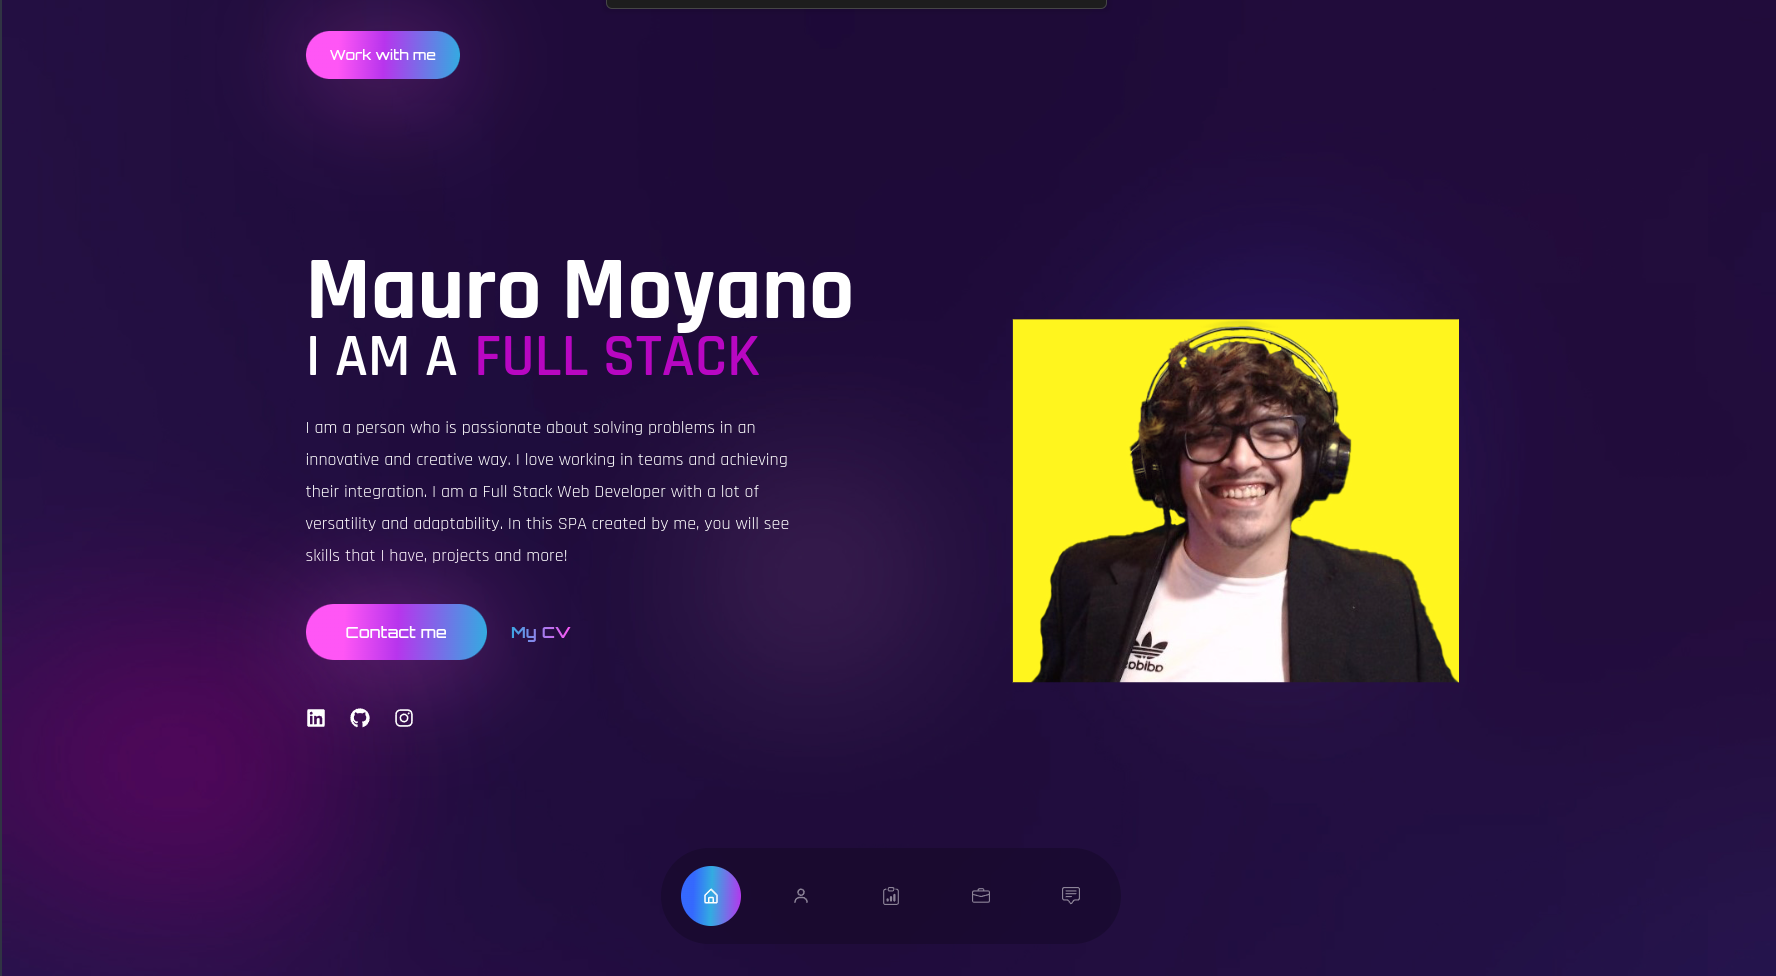 Work with me
Mauro Moyano
I AM A FULL STACK
I am a person who is passionate about solving problems in an
innovative and creative way. I love working in teams and achieving
their integration. I am a Full Stack Web Developer with a lot of
versatility and adaptability. In this SPA created by me, you will see
skills that I have, projects and more!
Contact me
My CV
in